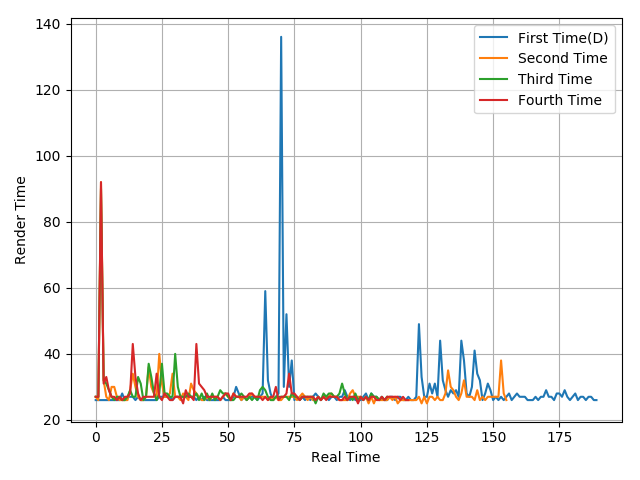 140
120
100
80
60
40
20
Render Time
First Time(D)
Second Time
Third Time
Fourth Time
0 25 50 75 100 125 150 175
Real Time